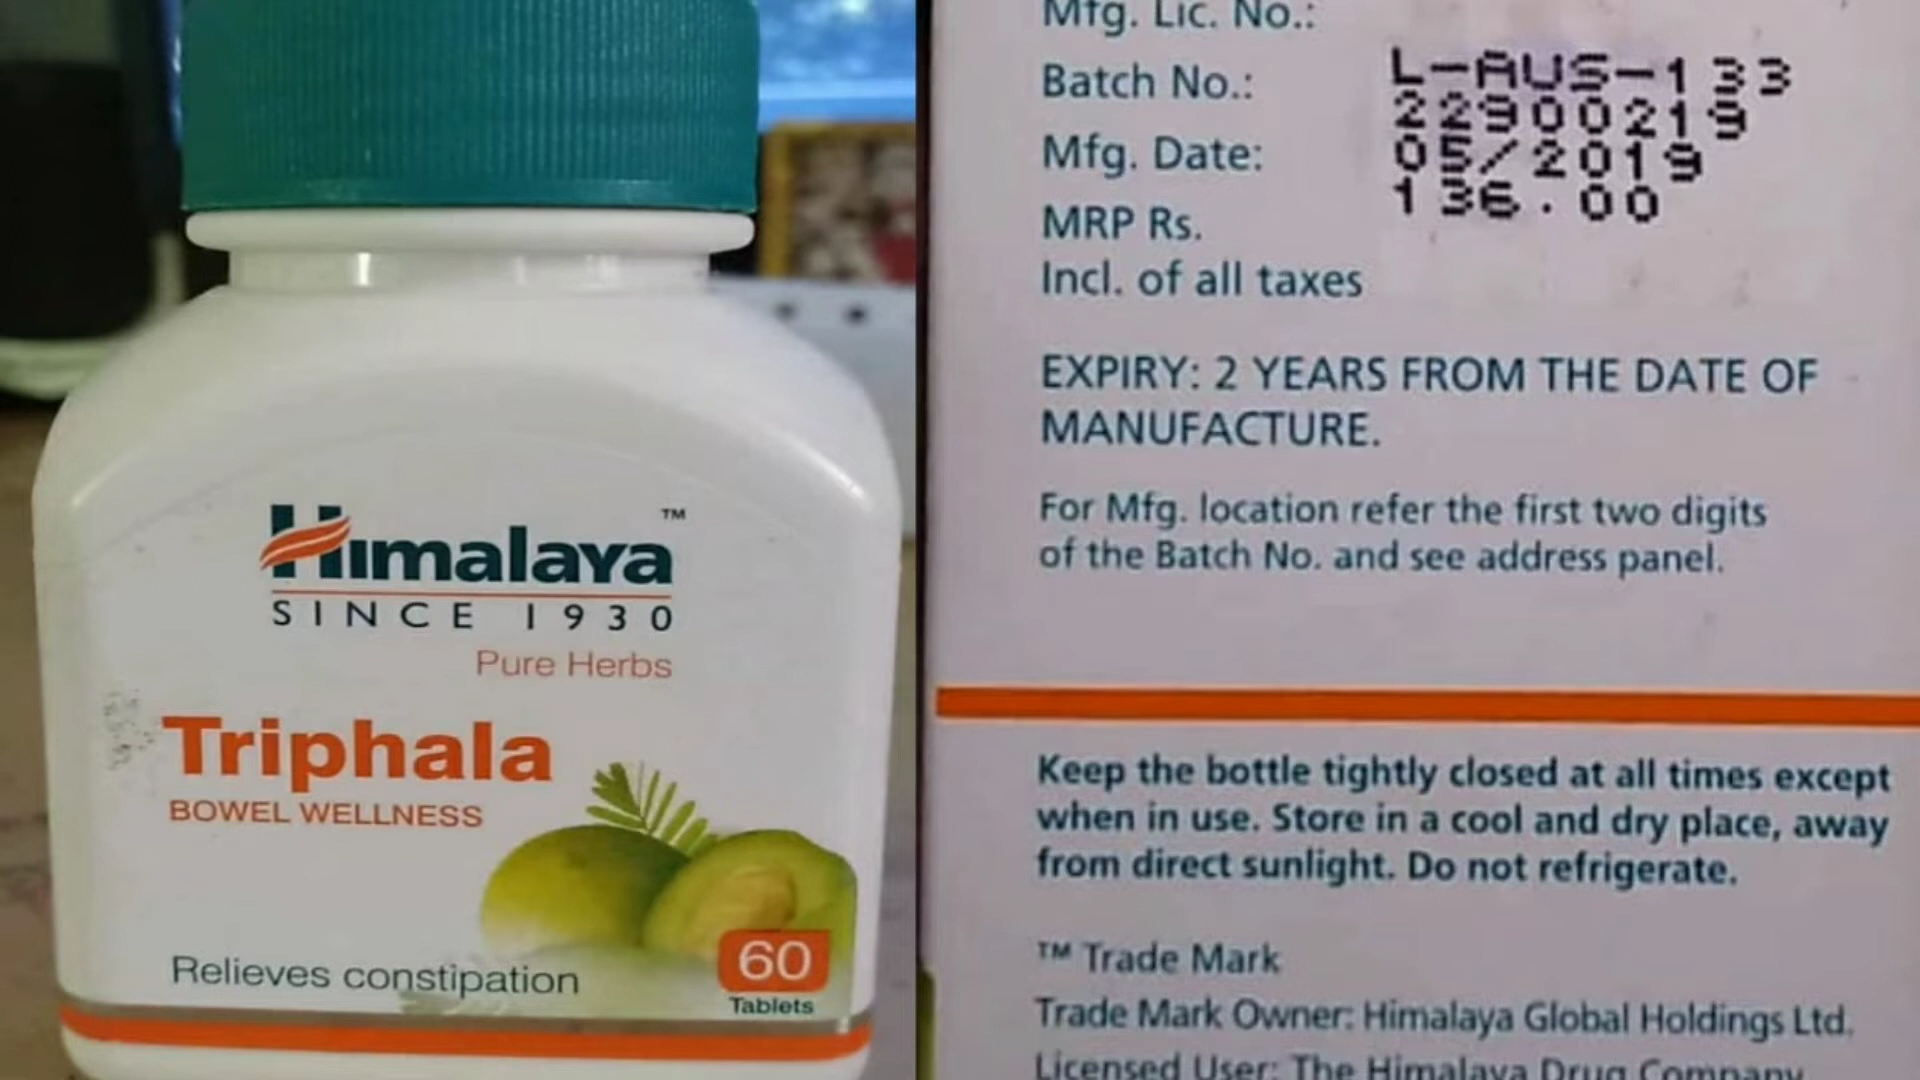 Himalaya™
SINCE 1930
Pure Herbs
Triphala
BOWEL WELLNESS
Relieves constipation
60
Tablets
Mfg. Lic. No.:
L-AUS-133
Batch No.:
22900219
Mfg. Date:
05/2019
MRP Rs.
136.00
Incl. of all taxes
EXPIRY: 2 YEARS FROM THE DATE OF
MANUFACTURE.
For Mfg. location refer the first two digits
of the Batch No. and see address panel.
Keep the bottle tightly closed at all times except
when in use. Store in a cool and dry place, away
from direct sunlight. Do not refrigerate.
™ Trade Mark
Trade Mark Owner: Himalaya Global Holdings Ltd.
Licensed User: The Himalaya Drug Company